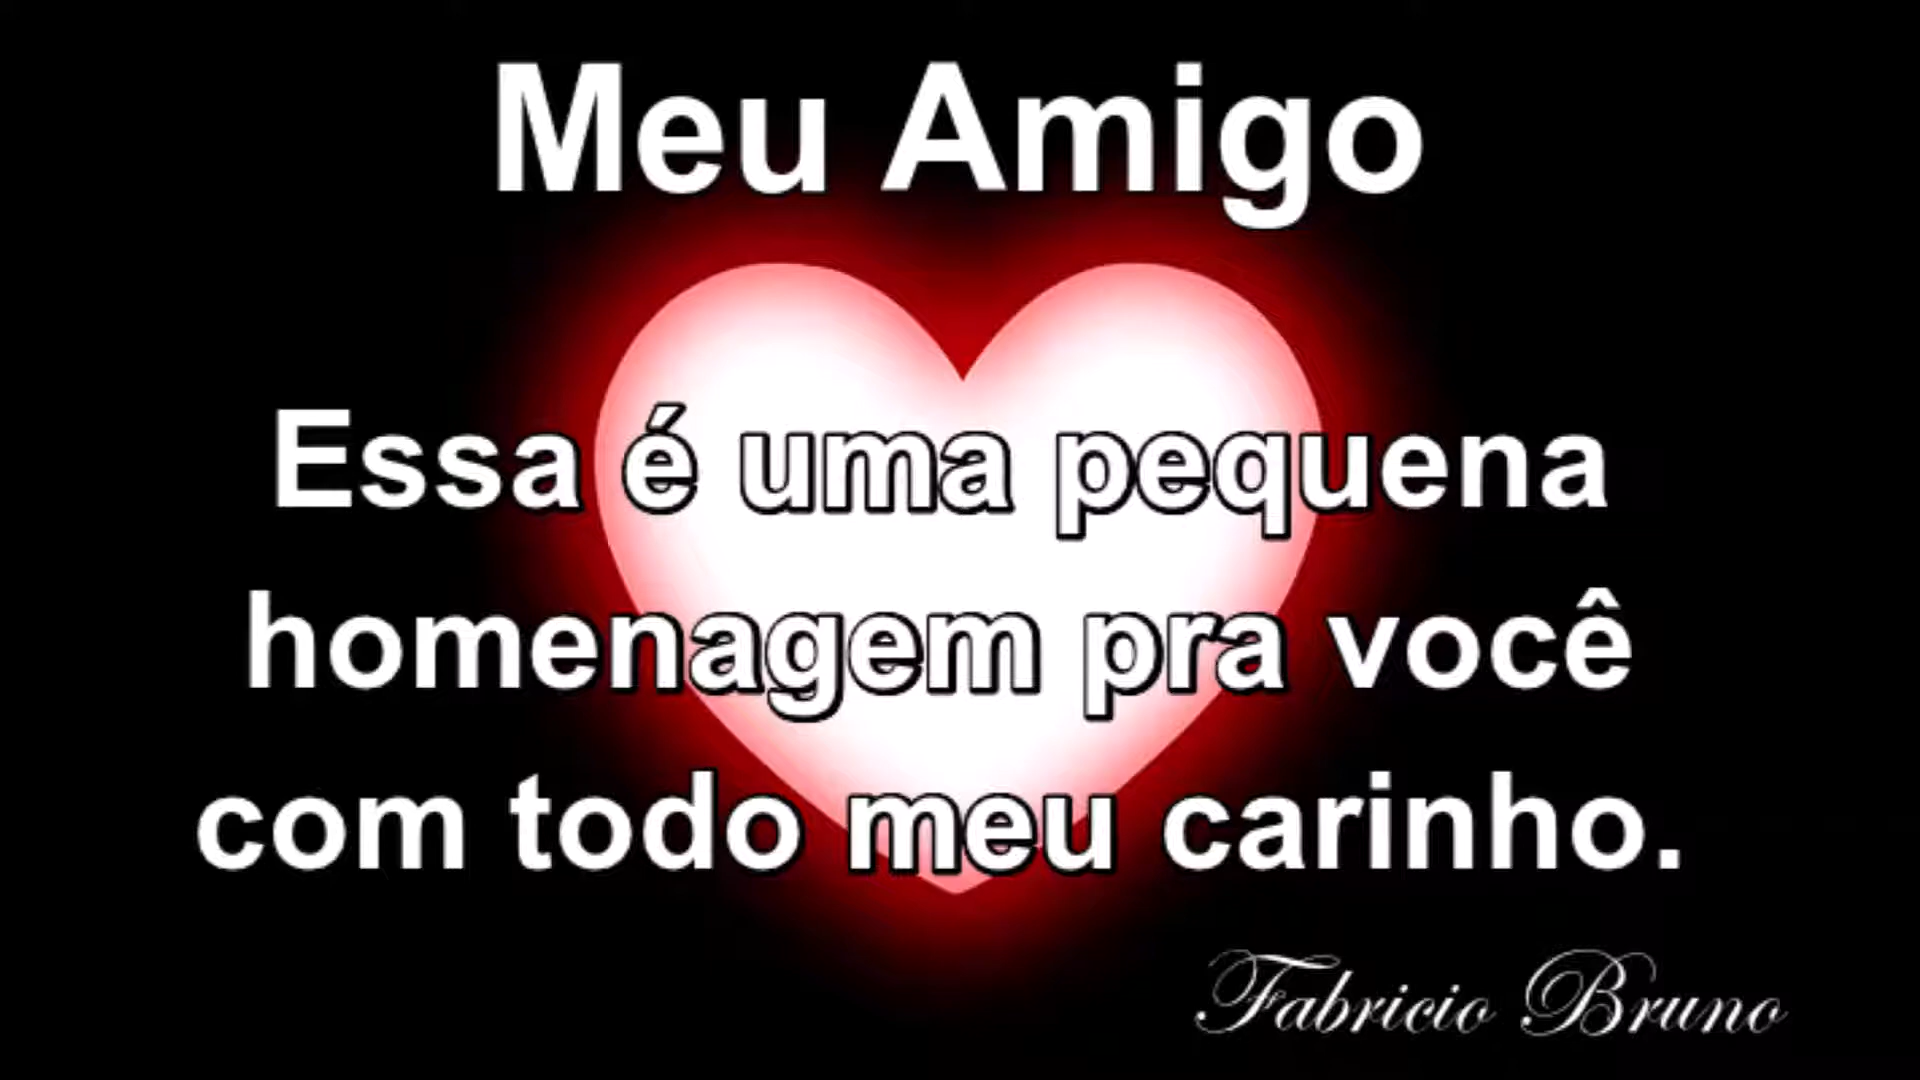 Meu Amigo
Essa é uma pequena
homenagem pra você
com todo meu carinho.
Fabricio Bruno